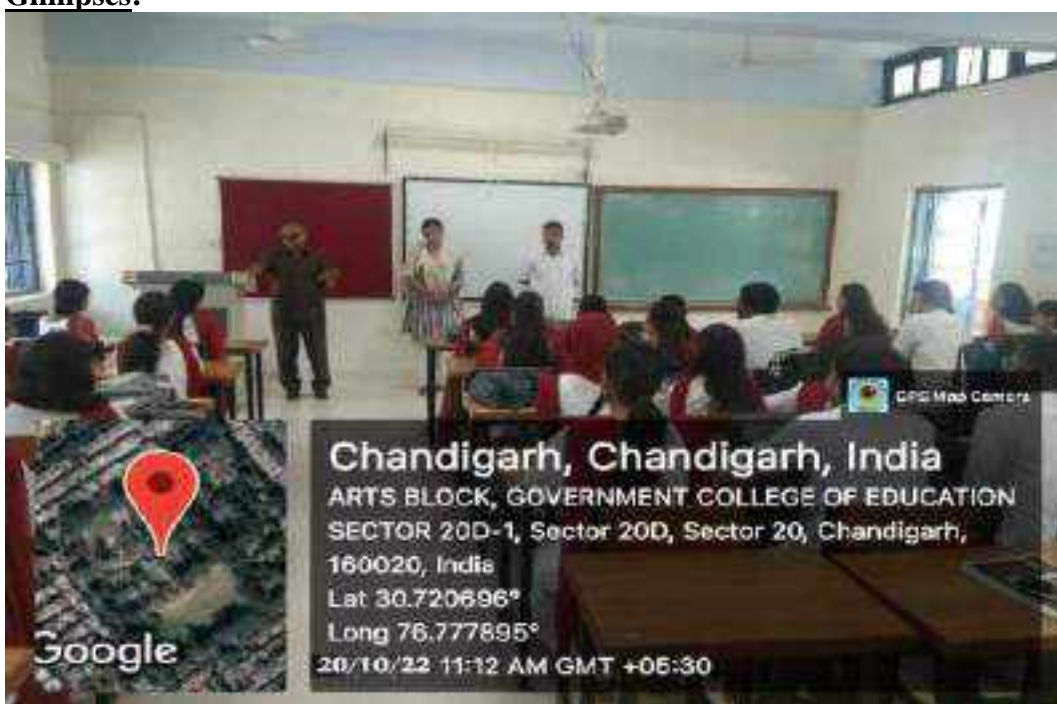 Glimpses:
GPS Map Camera
Chandigarh, Chandigarh, India
ARTS BLOCK, GOVERNMENT COLLEGE OF EDUCATION
SECTOR 20D-1, Sector 20D, Sector 20, Chandigarh,
160020, India
Lat 30.720696°
Long 76.777895°
20/10/22 11:12 AM GMT +05:30
Google